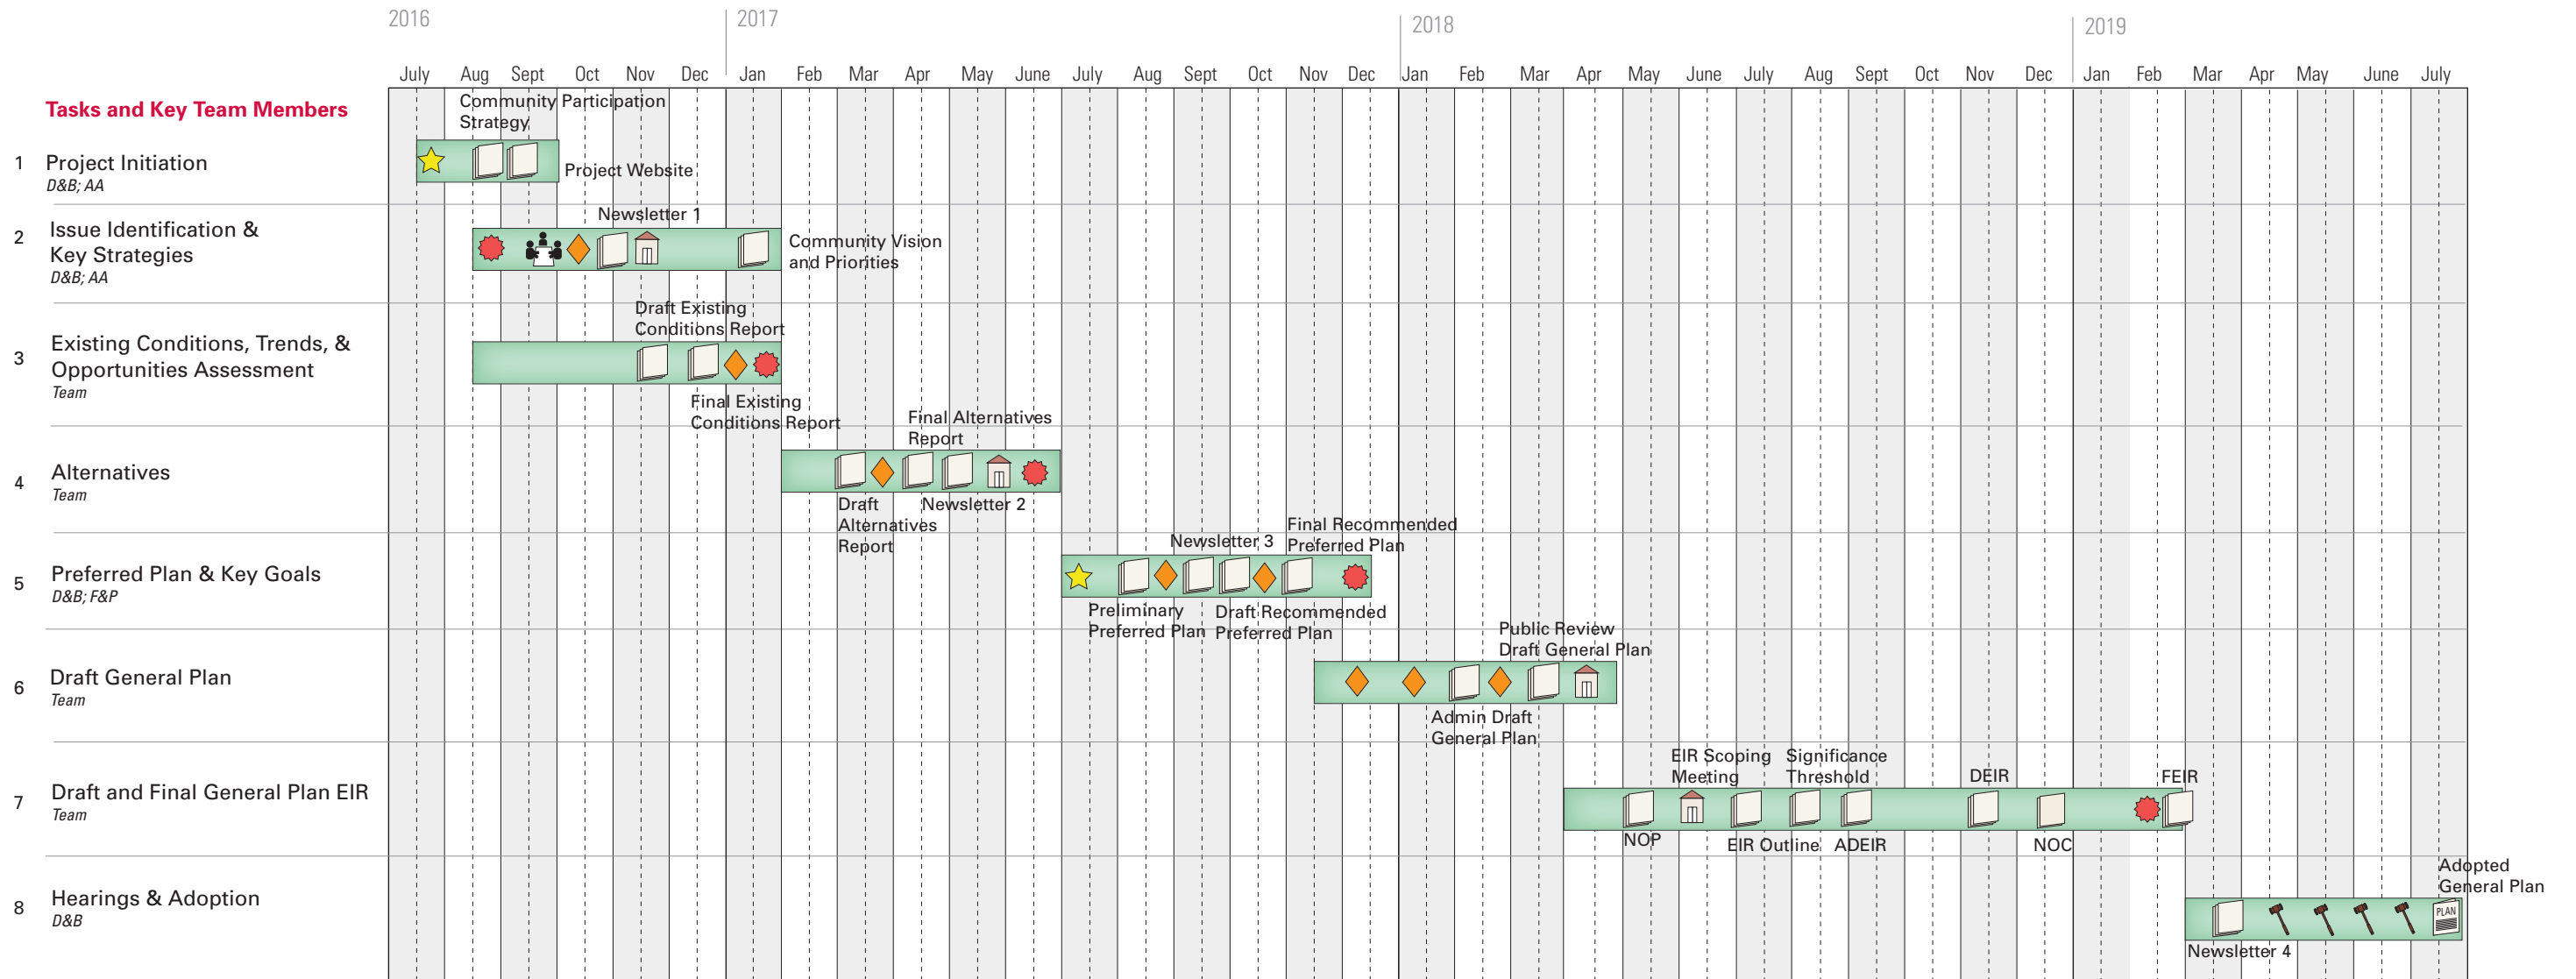 2016
2017
2018
2019
July Aug Sept Oct Nov Dec Jan Feb Mar Apr May June July Aug Sept Oct Nov Dec Jan Feb Mar Apr May June July Aug Sept Oct Nov Dec Jan Feb Mar Apr May June July
Tasks and Key Team Members
Community Participation
Strategy
1 Project Initiation
D&B; AA
Project Website
Newsletter 1
2 Issue Identification &
Key Strategies
D&B; AA
Community Vision
and Priorities
Draft Existing
Conditions Report
3 Existing Conditions, Trends, &
Opportunities Assessment
Team
Final Existing
Conditions Report
Final Alternatives
Report
4 Alternatives
Team
Draft
Alternatives
Report
Newsletter 2
Newsletter 3
Final Recommended
Preferred Plan
5 Preferred Plan & Key Goals
D&B; F&P
Preliminary
Preferred Plan
Draft Recommended
Preferred Plan
Public Review
Draft General Plan
6 Draft General Plan
Team
Admin Draft
General Plan
EIR Scoping
Meeting
Significance
Threshold
DEIR
FEIR
7 Draft and Final General Plan EIR
Team
NOP
EIR Outline
ADEIR
NOC
Adopted
General Plan
8 Hearings & Adoption
D&B
PLAN
Newsletter 4